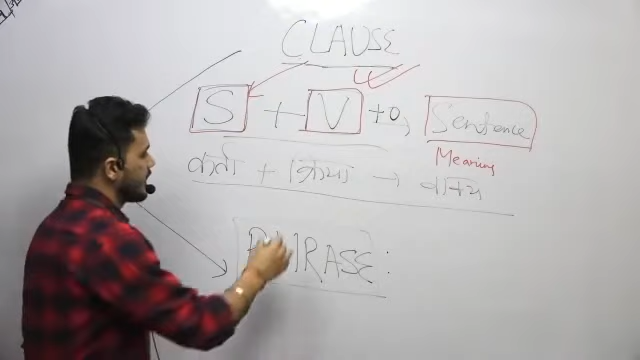 CLAUSE
S + V + O → Sentence
Meaning
कर्ता + क्रिया → वाक्य
PHRASE :